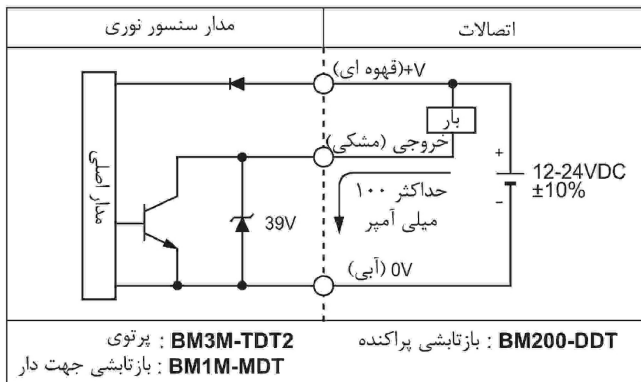 مدار سنسور نوری
اتصالات
+V(قهوه ای)
بار
خروجی (مشکی)
مدار اصلی
39V
حداکثر ۱۰۰
میلی آمپر
+
12-24VDC
±10%
−
0V (آبی)
BM3M-TDT2 : پرتوی
BM1M-MDT : بازتابشی جهت دار
BM200-DDT : بازتابشی پراکنده